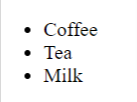 • Coffee
• Tea
• Milk